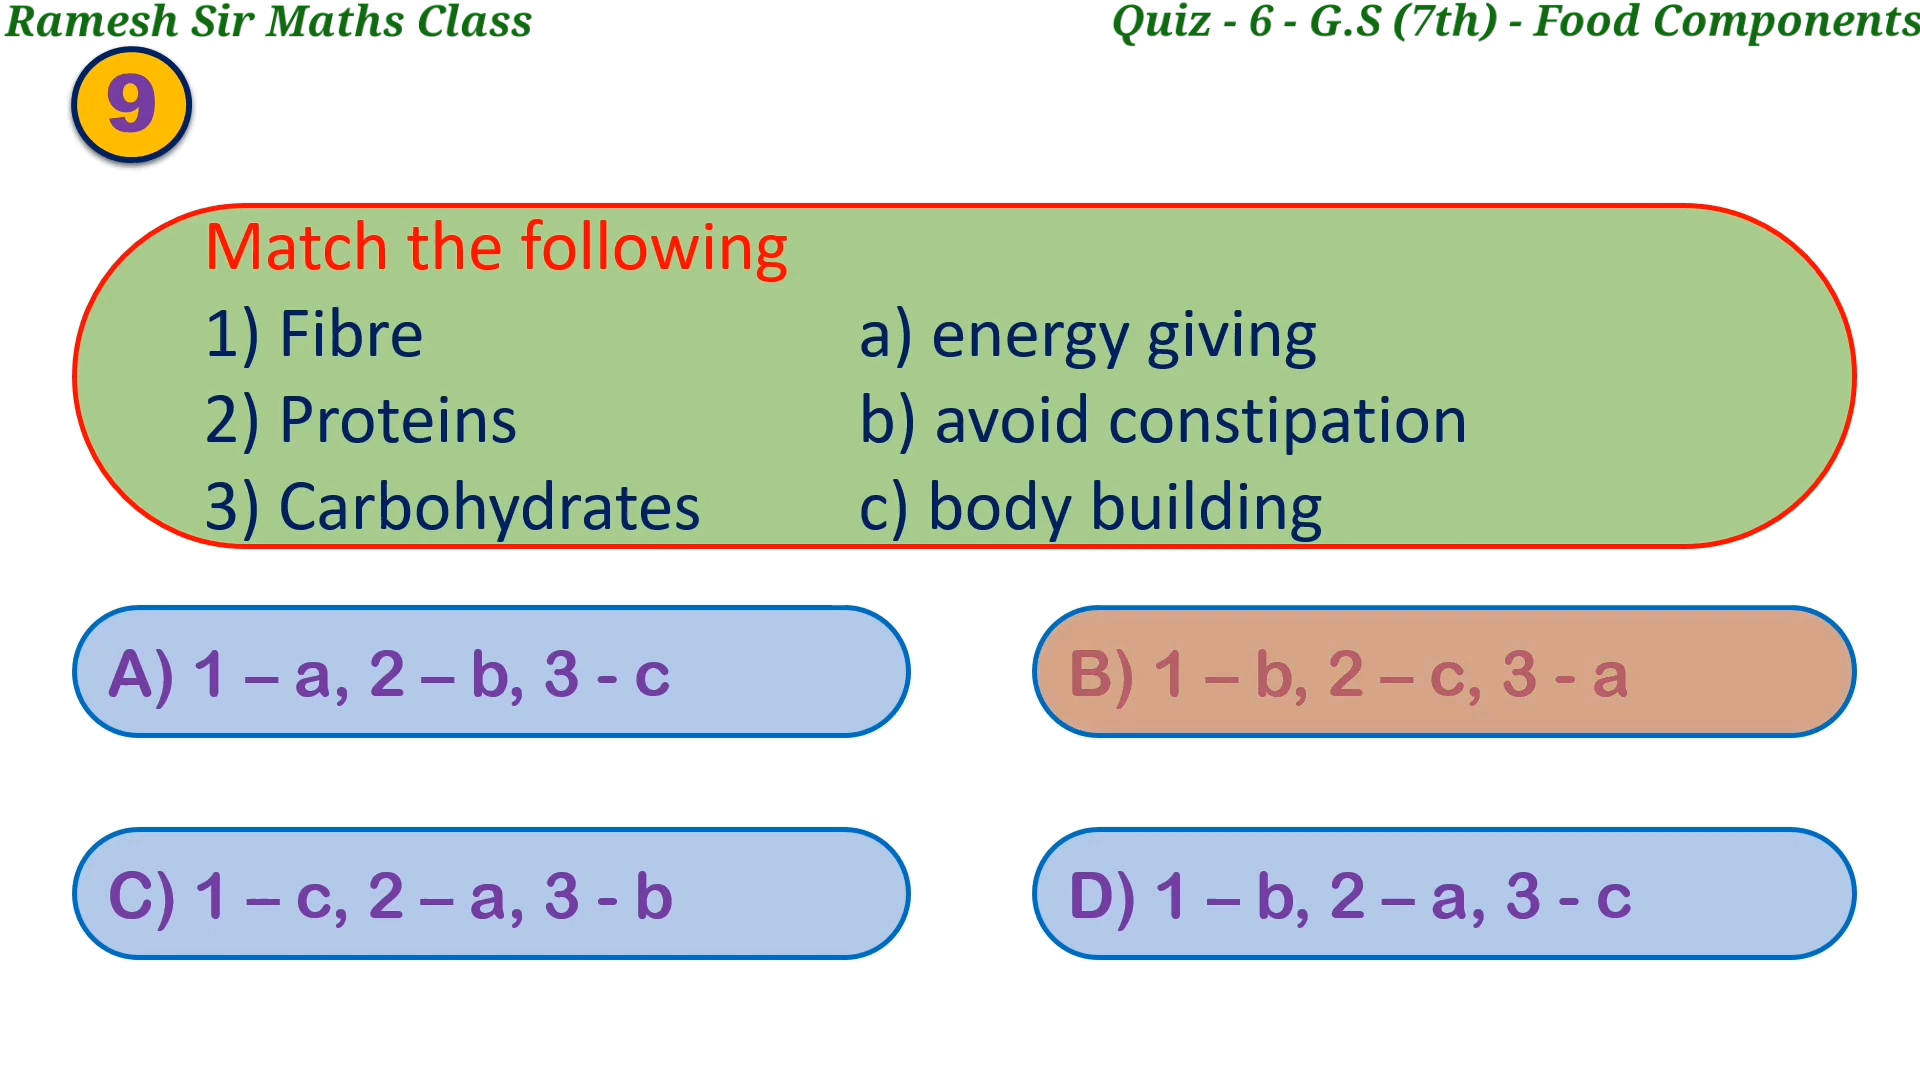 Ramesh Sir Maths Class
Quiz - 6 - G.S (7th) - Food Components
9
Match the following
1) Fibre a) energy giving
2) Proteins b) avoid constipation
3) Carbohydrates c) body building
A) 1 – a, 2 – b, 3 - c
B) 1 – b, 2 – c, 3 - a
C) 1 – c, 2 – a, 3 - b
D) 1 – b, 2 – a, 3 - c